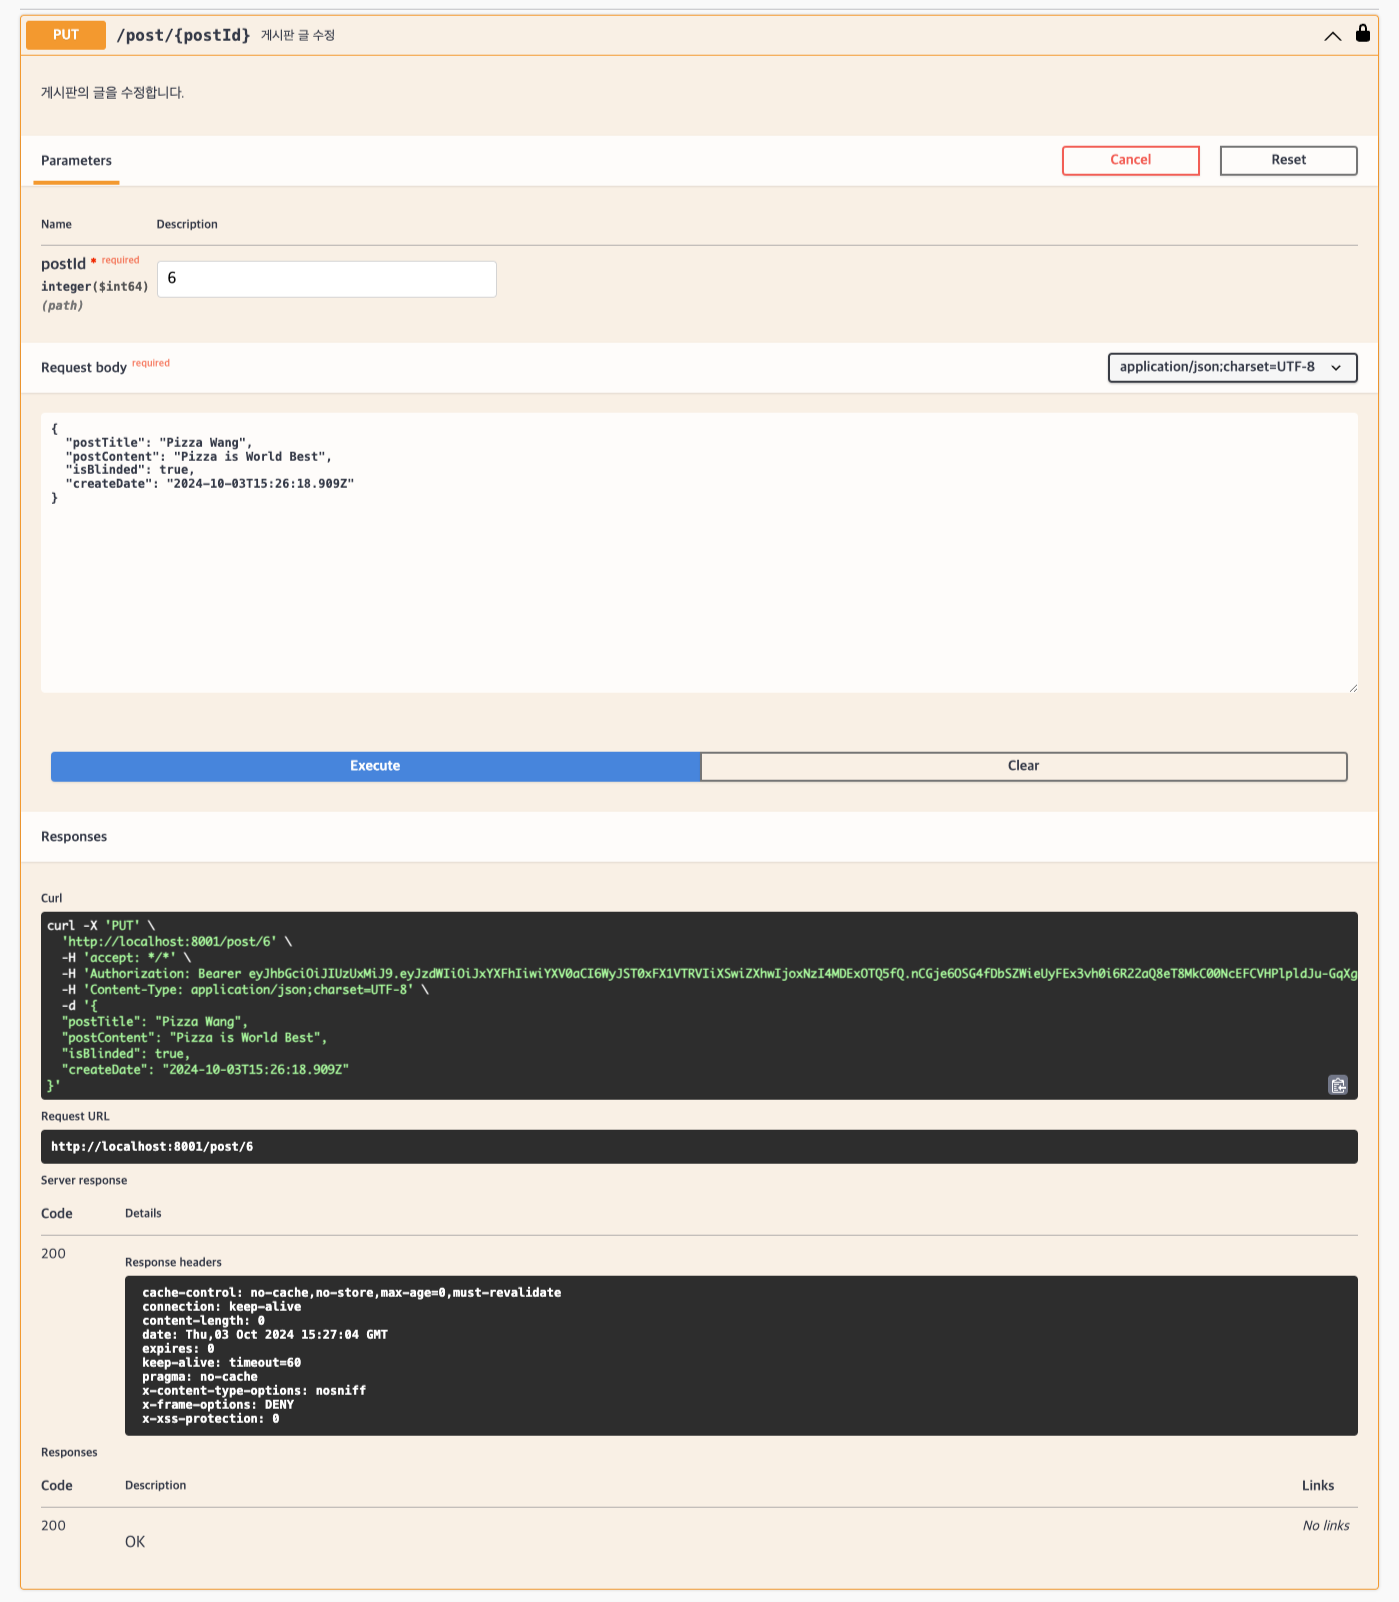 PUT /post/{postId} 게시판 글 수정
게시판의 글을 수정합니다.
Parameters
Cancel
Reset
Name Description
postId * required
integer($int64)
(path)
6
Request body required
application/json;charset=UTF-8
{
"postTitle": "Pizza Wang",
"postContent": "Pizza is World Best",
"isBlinded": true,
"createDate": "2024-10-03T15:26:18.909Z"
}
Execute
Clear
Responses
Curl
curl -X 'PUT' \
'http://localhost:8001/post/6' \
-H 'accept: */*' \
-H 'Authorization: Bearer
-H 'Content-Type: application/json;charset=UTF-8' \
-d '{
"postTitle": "Pizza Wang",
"postContent": "Pizza is World Best",
"isBlinded": true,
"createDate": "2024-10-03T15:26:18.909Z"
}'
Request URL
http://localhost:8001/post/6
Server response
Code Details
200
Response headers
cache-control: no-cache,no-store,max-age=0,must-revalidate
connection: keep-alive
content-length: 0
date: Thu,03 Oct 2024 15:27:04 GMT
expires: 0
keep-alive: timeout=60
pragma: no-cache
x-content-type-options: nosniff
x-frame-options: DENY
x-xss-protection: 0
Responses
Code Description Links
200
OK
No links